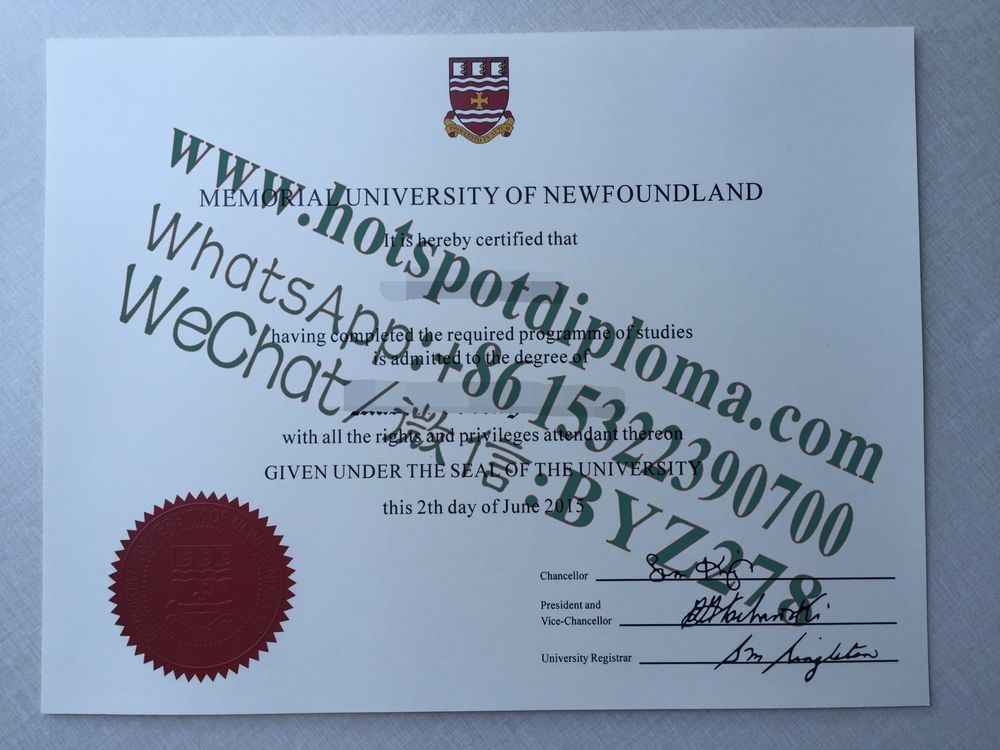 MEMORIAL UNIVERSITY OF NEWFOUNDLAND
It is hereby certified that
having completed the required programme of studies
is admitted to the degree of
with all the rights and privileges attendant thereon
GIVEN UNDER THE SEAL OF THE UNIVERSITY
this 2th day of June 2015
Chancellor
President and
Vice-Chancellor
University Registrar
SM Singleton
www.hotspotdiploma.com
WhatsApp:+86 15322390700
WeChat/微信:BYZ278